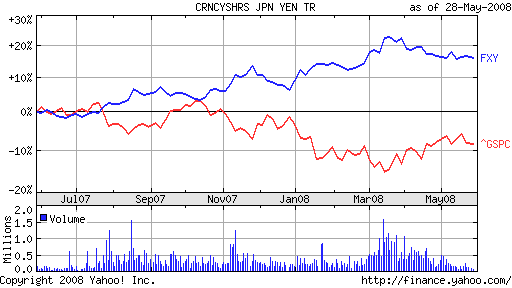 CRNCYSHRS JPN YEN TR as of 28-May-2008
+30%
+20%
+10%
0%
-10%
-20%
FXY
^GSPC
Jul07 Sep07 Nov07 Jan08 Mar08 May08
2.0
1.5
1.0
0.5
0.0
Millions
Volume
Copyright 2008 Yahoo! Inc. http://finance.yahoo.com/